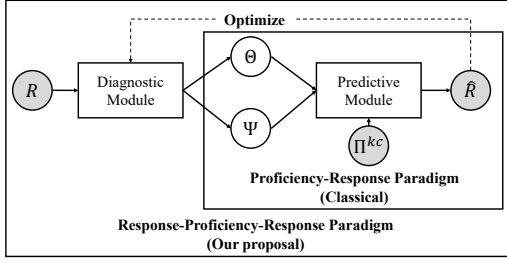 Optimize
R
Diagnostic
Module
Θ
Ψ
Predictive
Module
R̂
Π^{kc}
Proficiency-Response Paradigm
(Classical)
Response-Proficiency-Response Paradigm
(Our proposal)